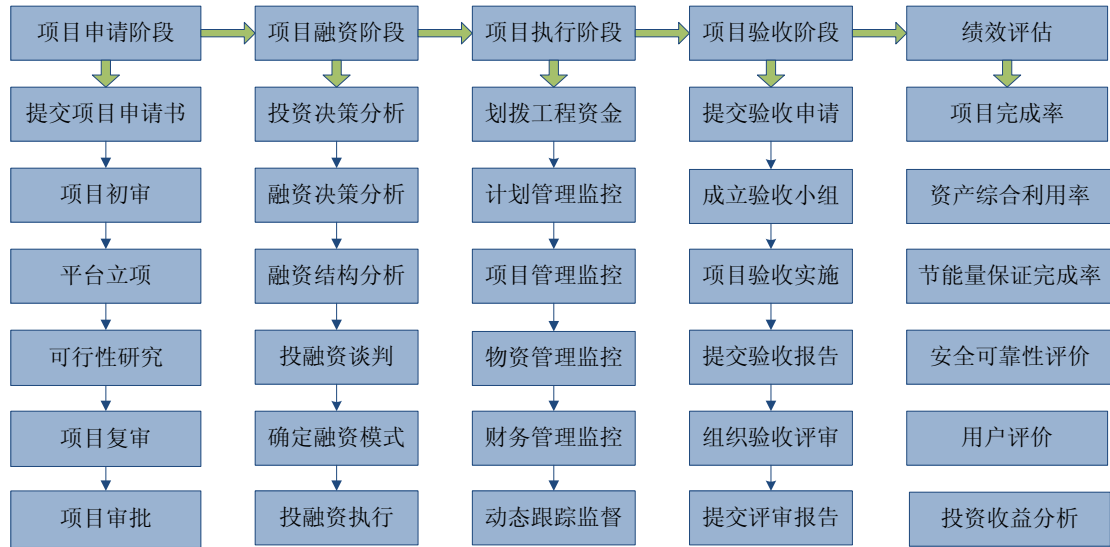 项目申请阶段
项目融资阶段
项目执行阶段
项目验收阶段
绩效评估
提交项目申请书
投资决策分析
划拨工程资金
提交验收申请
项目完成率
项目初审
融资决策分析
计划管理监控
成立验收小组
资产综合利用率
平台立项
融资结构分析
项目管理监控
项目验收实施
节能量保证完成率
可行性研究
投融资谈判
物资管理监控
提交验收报告
安全可靠性评价
项目复审
确定融资模式
财务管理监控
组织验收评审
用户评价
项目审批
投融资执行
动态跟踪监督
提交评审报告
投资收益分析